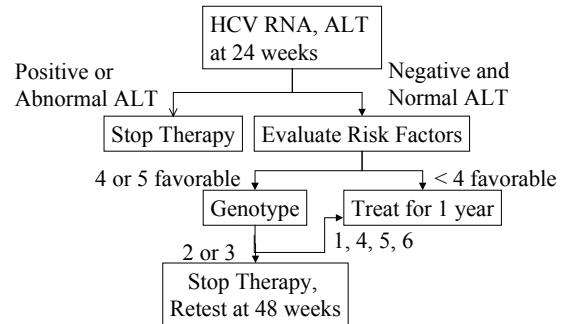 HCV RNA, ALT
at 24 weeks
Positive or
Abnormal ALT
Negative and
Normal ALT
Stop Therapy
Evaluate Risk Factors
4 or 5 favorable
< 4 favorable
Genotype
Treat for 1 year
2 or 3
1, 4, 5, 6
Stop Therapy,
Retest at 48 weeks